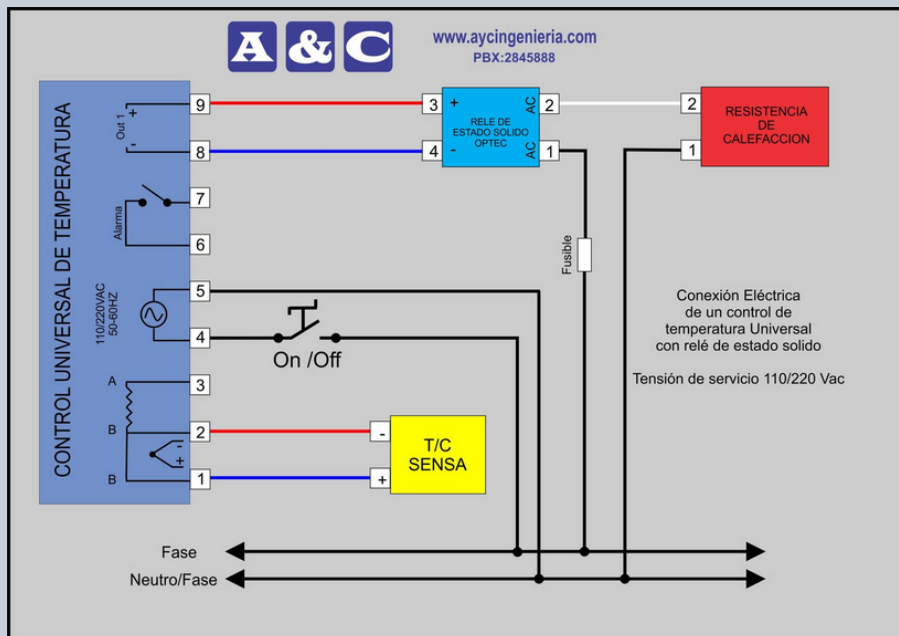 A & C
www.aycingenieria.com
PBX:2845888
CONTROL UNIVERSAL DE TEMPERATURA
Out 1
+
-
9
8
Alarma
7
6
110/220VAC
50-60HZ
5
4
A
3
B
2
-
+
B
1
3
+
4
-
RELE DE
ESTADO SOLIDO
OPTEC
AC
2
AC
1
2
1
RESISTENCIA
DE
CALEFACCION
Fusible
On /Off
-
+
T/C
SENSA
Conexión Eléctrica
de un control de
temperatura Universal
con relé de estado solido
Tensión de servicio 110/220 Vac
Fase
Neutro/Fase